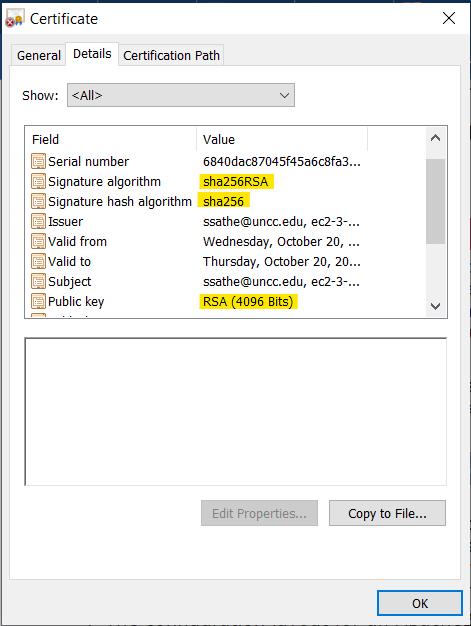 Certificate
General Details Certification Path
Show: <All>
Field Value
Serial number 6840dac87045f45a6c8fa3...
Signature algorithm sha256RSA
Signature hash algorithm sha256
Issuer ssathe@uncc.edu, ec2-3-...
Valid from Wednesday, October 20, ...
Valid to Thursday, October 20, 20...
Subject ssathe@uncc.edu, ec2-3-...
Public key RSA (4096 Bits)
Edit Properties... Copy to File...
OK